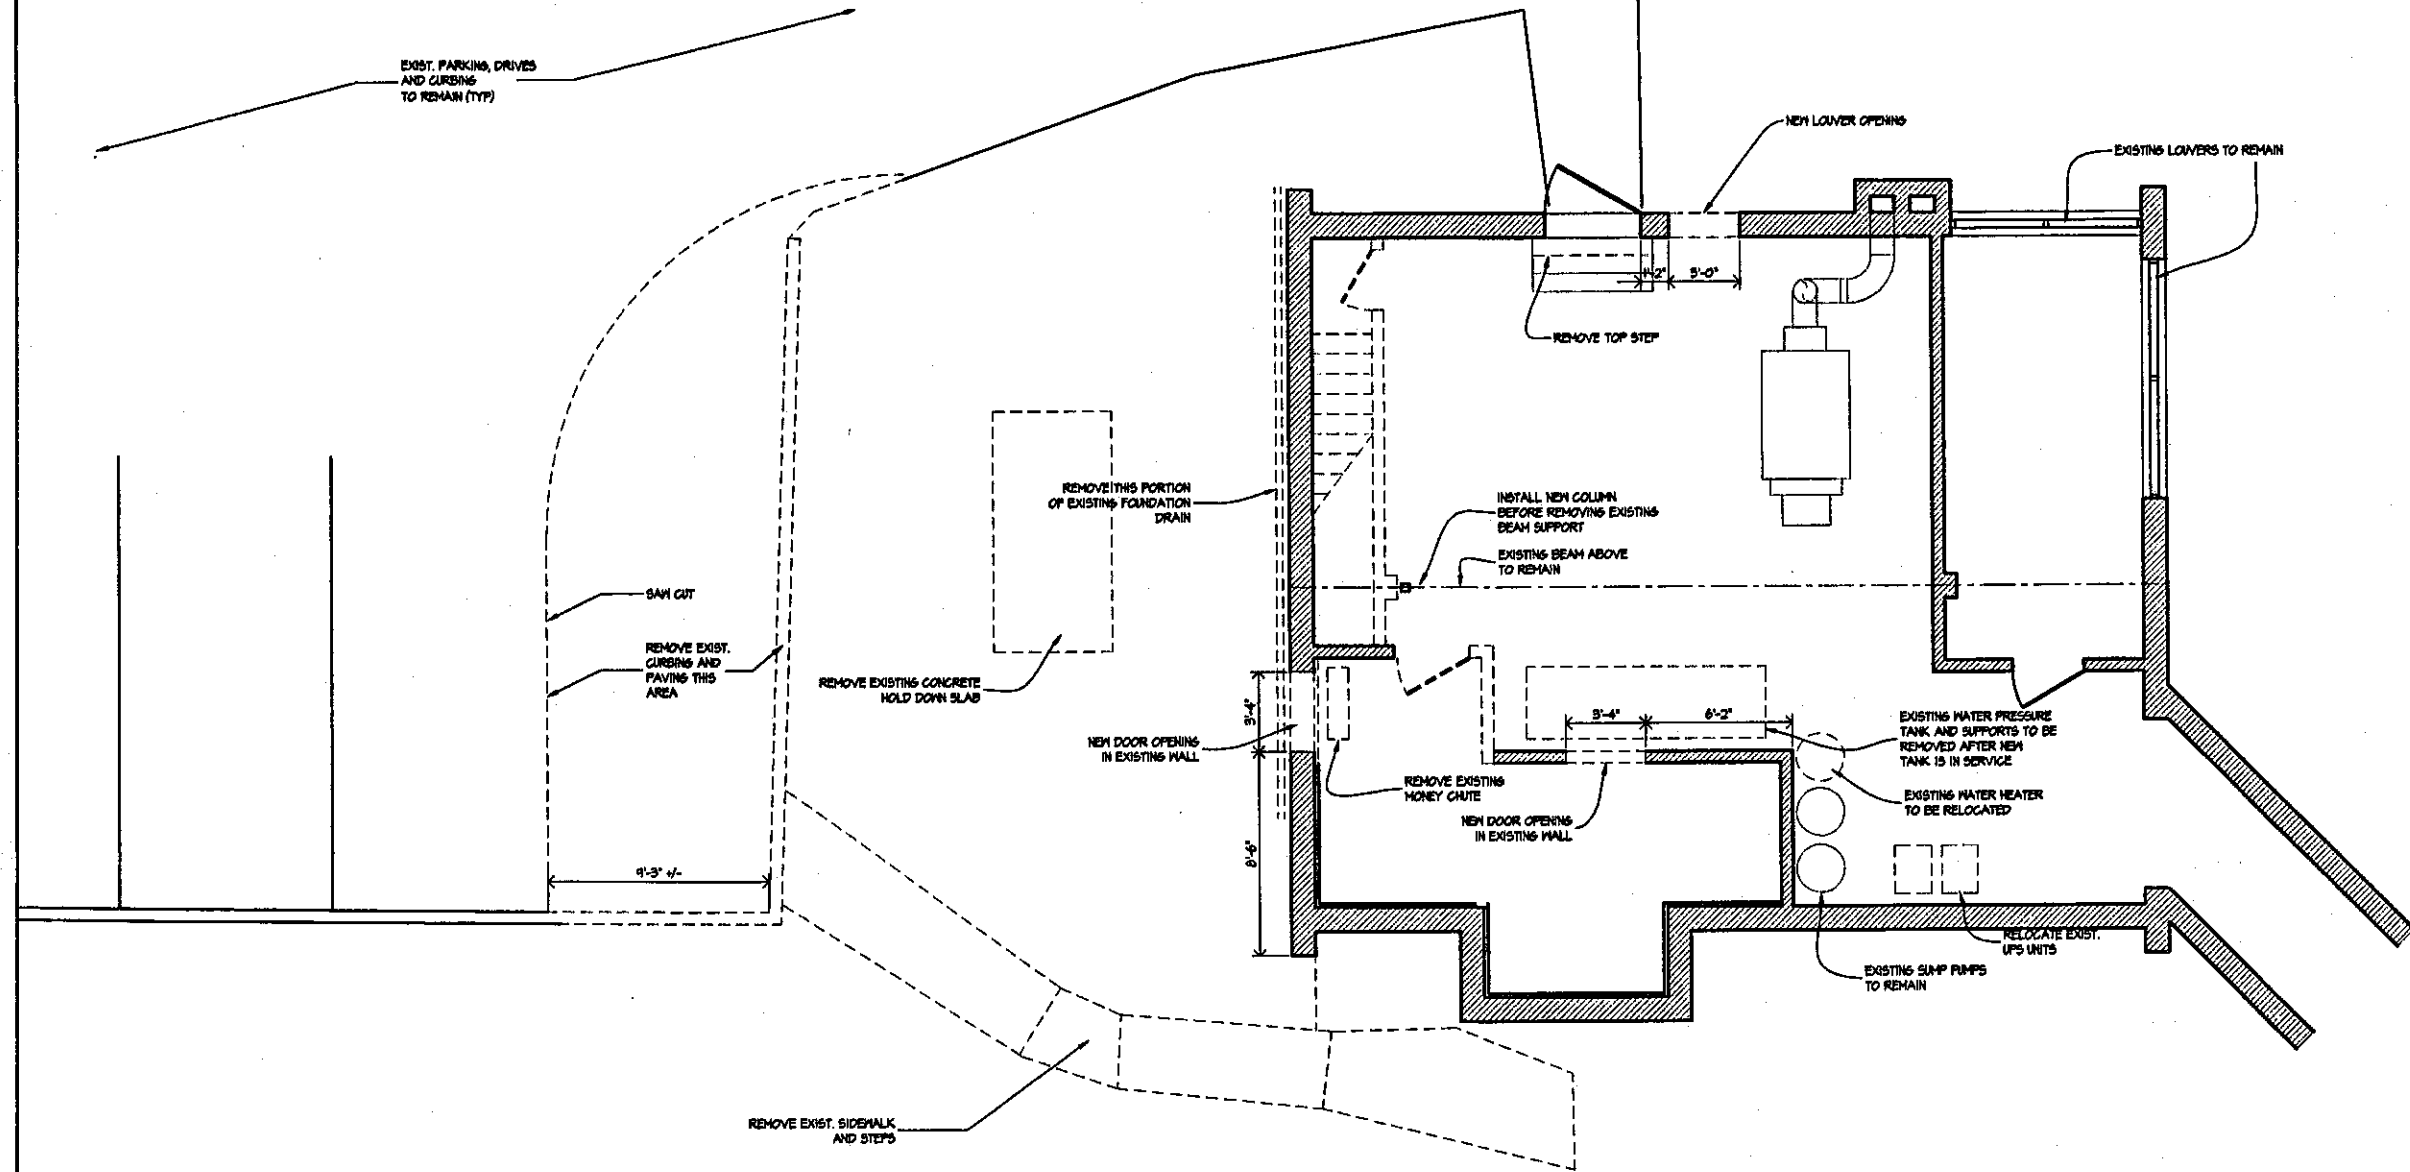 EXIST. PARKING, DRIVES
AND CURBING
TO REMAIN (TYP)
NEW LOUVER OPENING
EXISTING LOUVERS TO REMAIN
1'-2"
3'-0"
REMOVE TOP STEP
REMOVE THIS PORTION
OF EXISTING FOUNDATION
DRAIN
INSTALL NEW COLUMN
BEFORE REMOVING EXISTING
BEAM SUPPORT
EXISTING BEAM ABOVE
TO REMAIN
SAW CUT
REMOVE EXIST.
CURBING AND
PAVING THIS
AREA
REMOVE EXISTING CONCRETE
HOLD DOWN SLAB
3'-4"
NEW DOOR OPENING
IN EXISTING WALL
3'-4"
6'-2"
EXISTING WATER PRESSURE
TANK AND SUPPORTS TO BE
REMOVED AFTER NEW
TANK IS IN SERVICE
REMOVE EXISTING
MONEY CHUTE
EXISTING WATER HEATER
TO BE RELOCATED
NEW DOOR OPENING
IN EXISTING WALL
8'-6"
9'-3" +/-
RELOCATE EXIST.
UPS UNITS
EXISTING SUMP PUMPS
TO REMAIN
REMOVE EXIST. SIDEWALK
AND STEPS